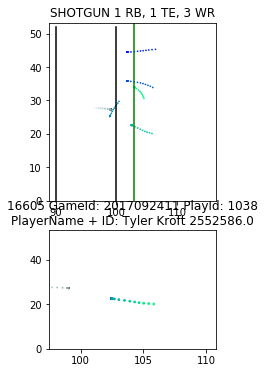 SHOTGUN 1 RB, 1 TE, 3 WR
50
40
30
20
10
0
90 100 110
16605 GameId: 2017092411 PlayId: 1038
PlayerName + ID: Tyler Kroft 2552586.0
40
20
0
100 105 110